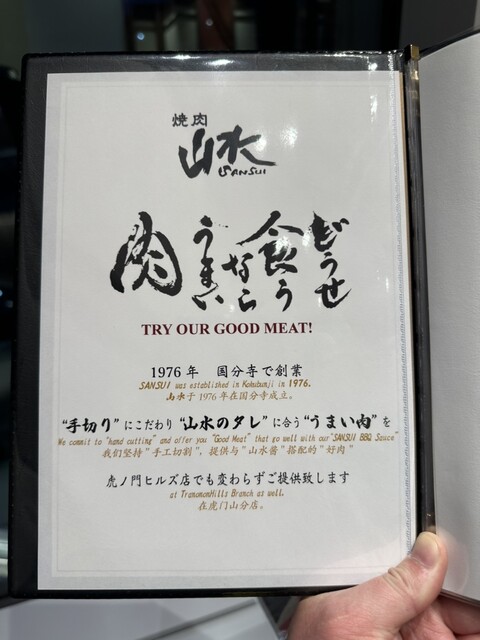 焼肉
山水
SANSUI
どうせ
食う
なら
うまい
肉
TRY OUR GOOD MEAT!
1976年 国分寺で創業
SANSUI was established in Kokubunji in 1976.
山水于1976年在国分寺成立。
“手切り”にこだわり“山水のタレ”に合う“うまい肉”を
We commit to "hand cutting" and offer you "Good Meat" that go well with our "SANSUI BBQ Sauce"
我们坚持"手工切割"，提供与"山水酱"搭配的"好肉"
虎ノ門ヒルズ店でも変わらずご提供致します
at TranomonHills Branch as well.
在虎门山分店。